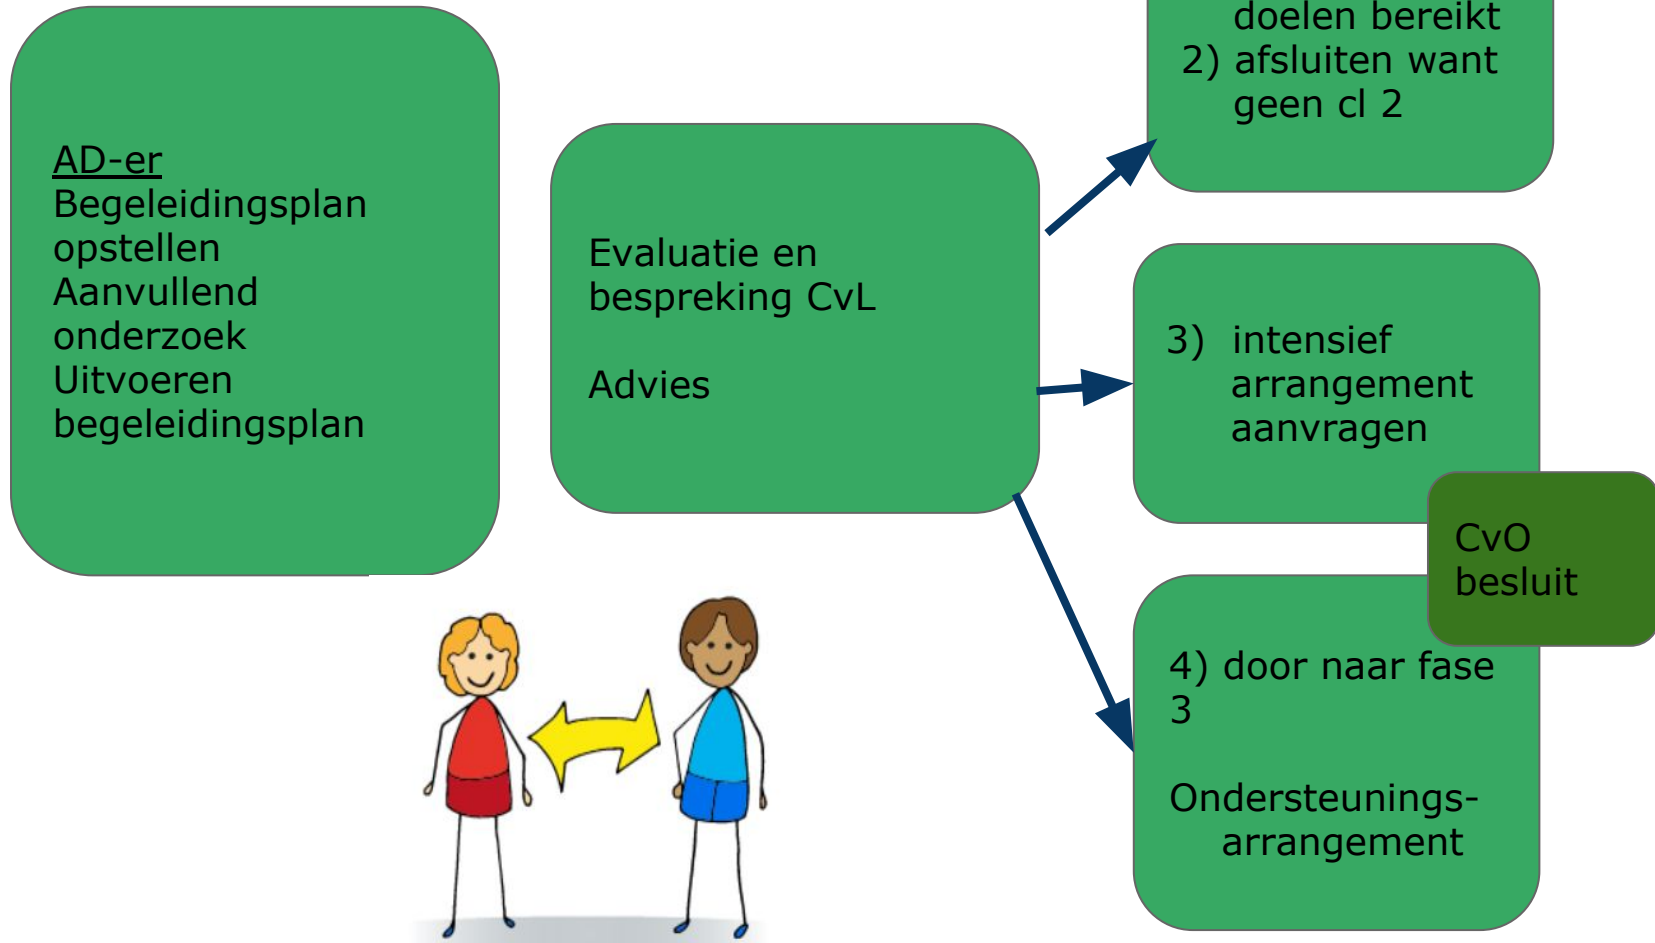 AD-er
Begeleidingsplan
opstellen
Aanvullend
onderzoek
Uitvoeren
begeleidingsplan
Evaluatie en
bespreking CvL
Advies
doelen bereikt
2) afsluiten want
geen cl 2
3) intensief
arrangement
aanvragen
CvO
besluit
4) door naar fase
3
Ondersteunings-
arrangement